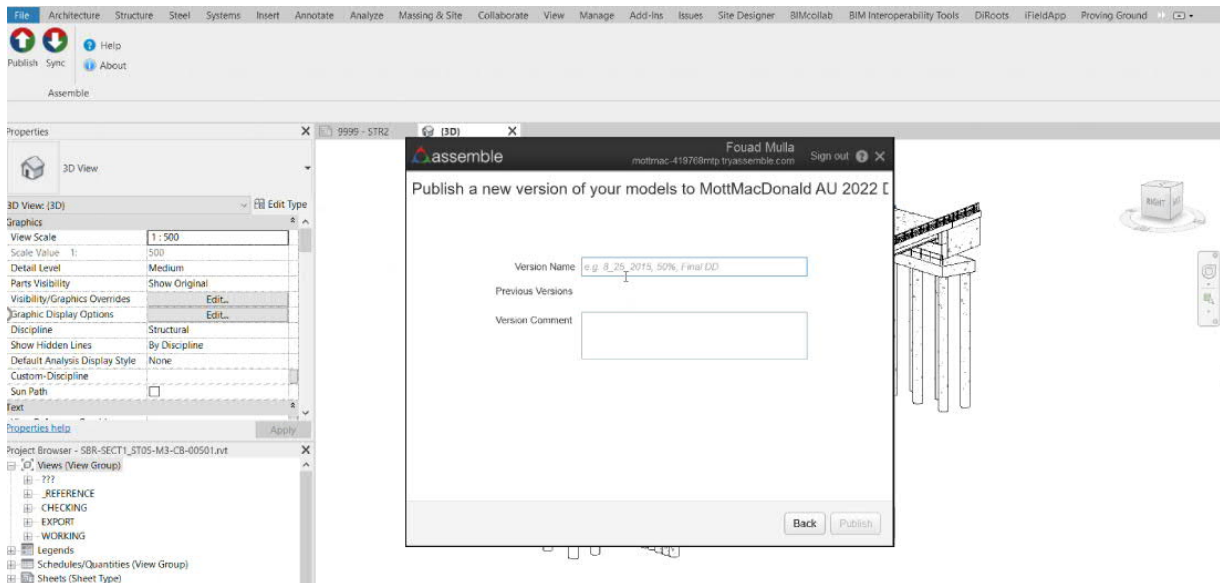 File Architecture Structure Steel Systems Insert Annotate Analyze Massing & Site Collaborate View Manage Add-Ins Issues Site Designer BIMcollab BIM Interoperability Tools DiRoots iFieldApp Proving Ground
Publish Sync
Help
About
Assemble
Properties
9999 - STR2
{3D}
3D View
3D View: {3D}
Edit Type
Graphics
View Scale 1 : 500
Scale Value 1: 500
Detail Level Medium
Parts Visibility Show Original
Visibility/Graphics Overrides Edit...
Graphic Display Options Edit...
Discipline Structural
Show Hidden Lines By Discipline
Default Analysis Display Style None
Custom-Discipline
Sun Path
Text
Properties help
Apply
Project Browser - SBR-SECT1_ST05-M3-CB-00501.rvt
Views (View Group)
???
_REFERENCE
CHECKING
EXPORT
WORKING
Legends
Schedules/Quantities (View Group)
Sheets (Sheet Type)
assemble
Fouad Mulla
mottmac-419768mtp.tryassemble.com
Sign out
Publish a new version of your models to MottMacDonald AU 2022 D
Version Name e.g. 8_25_2015, 50%, Final DD
Previous Versions
Version Comment
Back Publish
RIGHT